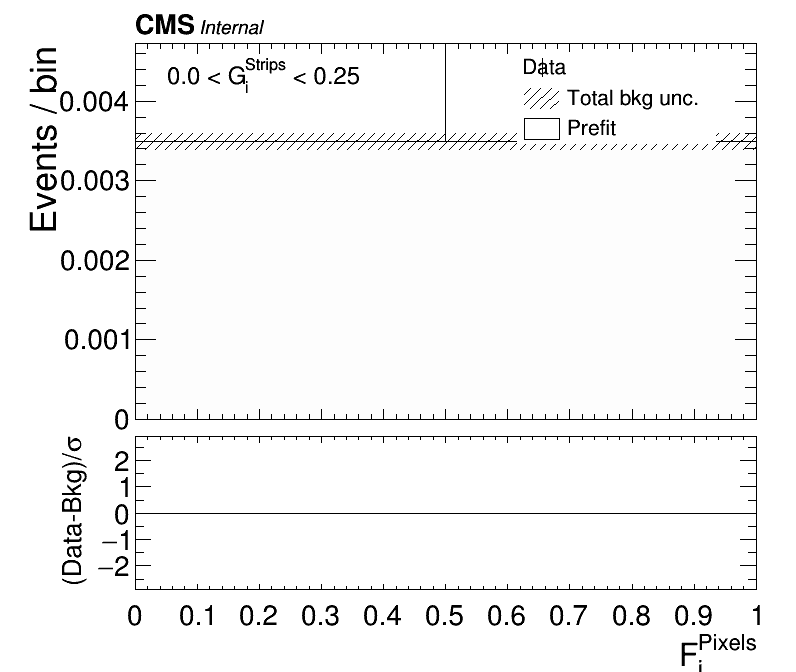 CMS Internal
0.0 < G_i^Strips < 0.25
Data
Total bkg unc.
Prefit
Events / bin
0.004
0.003
0.002
0.001
0
(Data-Bkg)/σ
2
1
0
−1
−2
0 0.1 0.2 0.3 0.4 0.5 0.6 0.7 0.8 0.9 1
F_i^Pixels